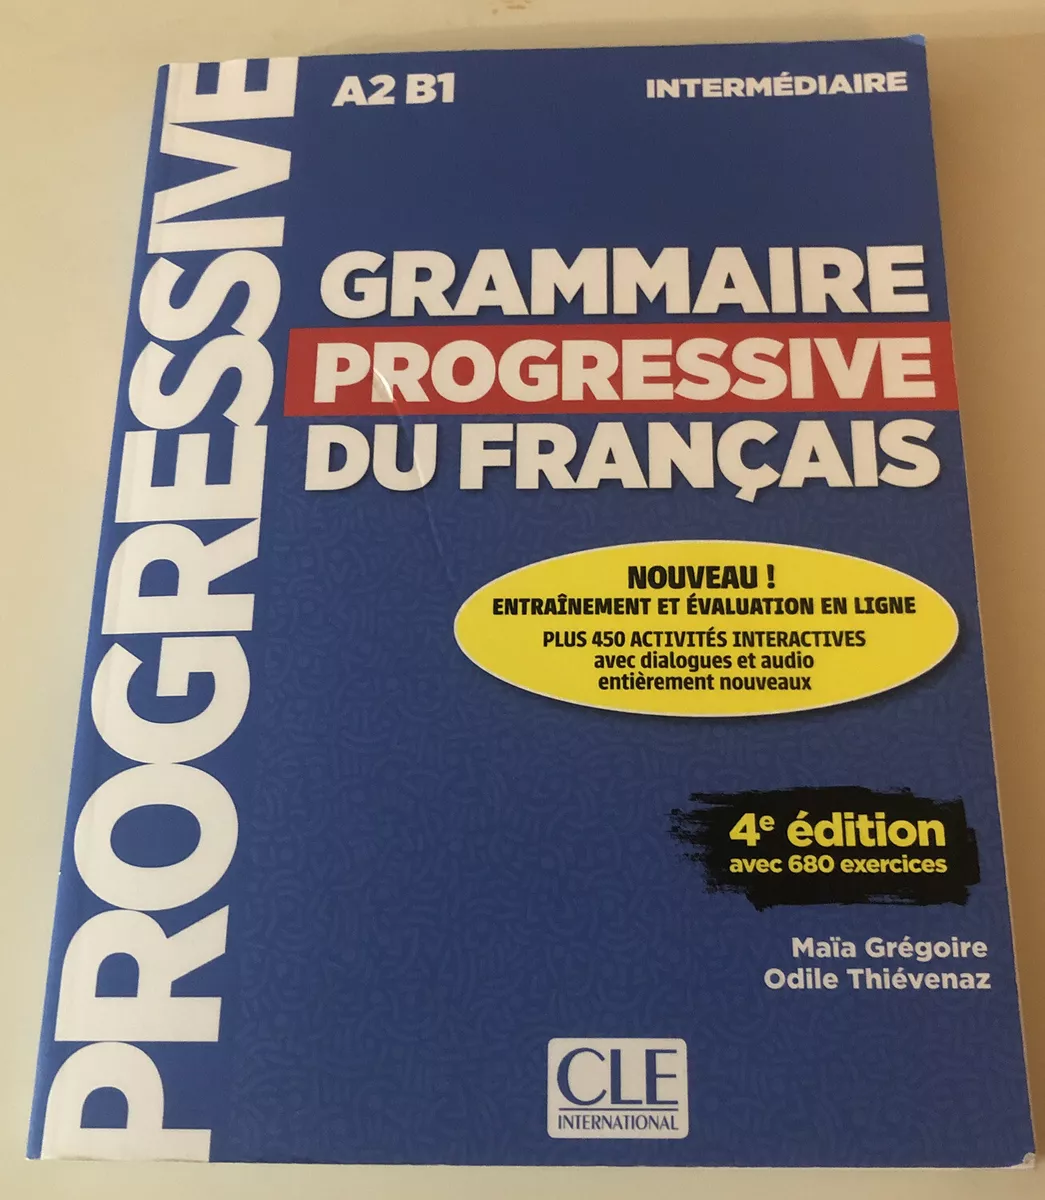 PROGRESSIVE
A2 B1
INTERMÉDIAIRE
GRAMMAIRE
PROGRESSIVE
DU FRANÇAIS
NOUVEAU !
ENTRAÎNEMENT ET ÉVALUATION EN LIGNE
PLUS 450 ACTIVITÉS INTERACTIVES
avec dialogues et audio
entièrement nouveaux
4e édition
avec 680 exercices
Maïa Grégoire
Odile Thiévenaz
CLE
INTERNATIONAL